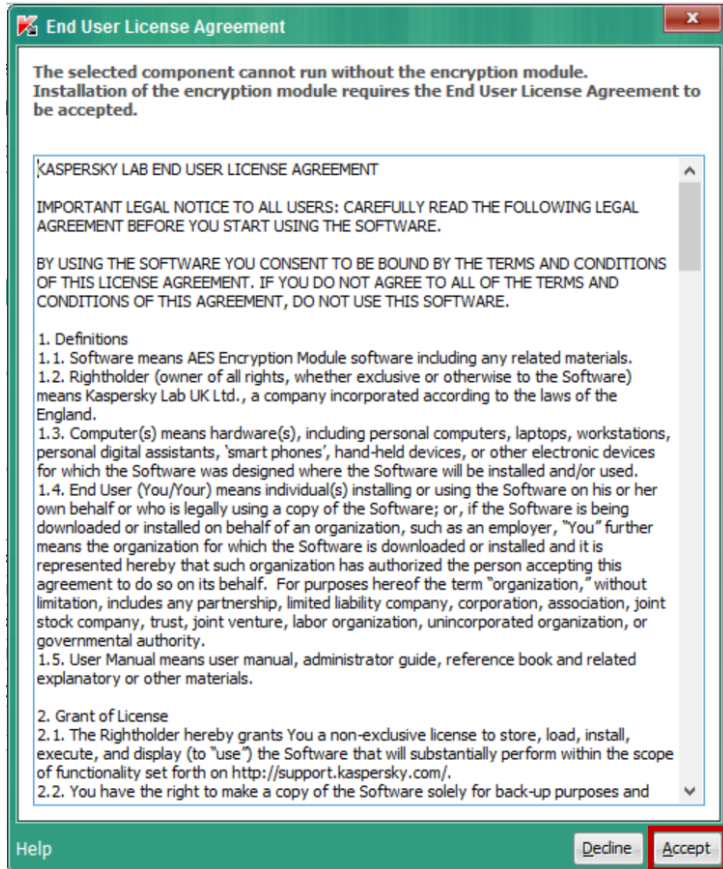 End User License Agreement
The selected component cannot run without the encryption module.
Installation of the encryption module requires the End User License Agreement to
be accepted.
KASPERSKY LAB END USER LICENSE AGREEMENT
IMPORTANT LEGAL NOTICE TO ALL USERS: CAREFULLY READ THE FOLLOWING LEGAL
AGREEMENT BEFORE YOU START USING THE SOFTWARE.
BY USING THE SOFTWARE YOU CONSENT TO BE BOUND BY THE TERMS AND CONDITIONS
OF THIS LICENSE AGREEMENT. IF YOU DO NOT AGREE TO ALL OF THE TERMS AND
CONDITIONS OF THIS AGREEMENT, DO NOT USE THIS SOFTWARE.
1. Definitions
1.1. Software means AES Encryption Module software including any related materials.
1.2. Rightholder (owner of all rights, whether exclusive or otherwise to the Software)
means Kaspersky Lab UK Ltd., a company incorporated according to the laws of the
England.
1.3. Computer(s) means hardware(s), including personal computers, laptops, workstations,
personal digital assistants, ‘smart phones’, hand-held devices, or other electronic devices
for which the Software was designed where the Software will be installed and/or used.
1.4. End User (You/Your) means individual(s) installing or using the Software on his or her
own behalf or who is legally using a copy of the Software; or, if the Software is being
downloaded or installed on behalf of an organization, such as an employer, “You” further
means the organization for which the Software is downloaded or installed and it is
represented hereby that such organization has authorized the person accepting this
agreement to do so on its behalf.  For purposes hereof the term “organization,” without
limitation, includes any partnership, limited liability company, corporation, association, joint
stock company, trust, joint venture, labor organization, unincorporated organization, or
governmental authority.
1.5. User Manual means user manual, administrator guide, reference book and related
explanatory or other materials.
2. Grant of License
2.1. The Rightholder hereby grants You a non-exclusive license to store, load, install,
execute, and display (to “use”) the Software that will substantially perform within the scope
of functionality set forth on http://support.kaspersky.com/.
2.2. You have the right to make a copy of the Software solely for back-up purposes and
Help
Decline
Accept